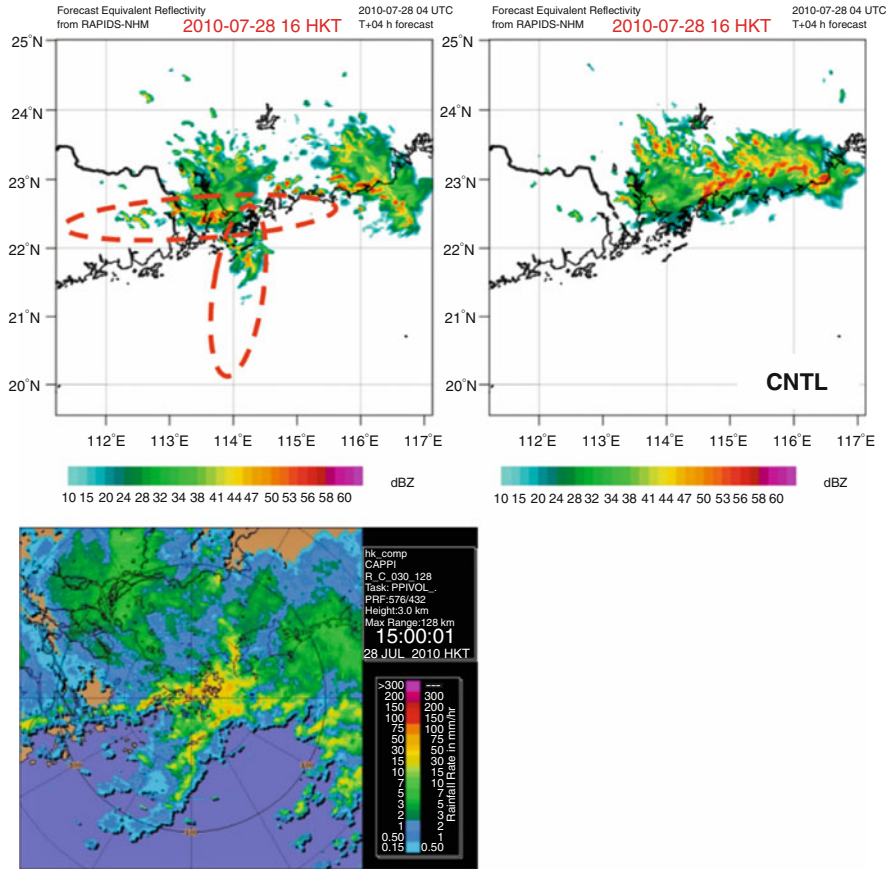 Forecast Equivalent Reflectivity
from RAPIDS-NHM
2010-07-28 16 HKT
2010-07-28 04 UTC
T+04 h forecast
25°N
24°N
23°N
22°N
21°N
20°N
112°E 113°E 114°E 115°E 116°E 117°E
10 15 20 24 28 32 34 38 41 44 47 50 53 56 58 60
dBZ
Forecast Equivalent Reflectivity
from RAPIDS-NHM
2010-07-28 16 HKT
2010-07-28 04 UTC
T+04 h forecast
25°N
24°N
23°N
22°N
21°N
20°N
CNTL
112°E 113°E 114°E 115°E 116°E 117°E
10 15 20 24 28 32 34 38 41 44 47 50 53 56 58 60
dBZ
hk_comp
CAPPI
R_C_030_128
Task: PPIVOL_.
PRF:576/432
Height:3.0 km
Max Range:128 km
15:00:01
28 JUL 2010 HKT
>300 ---
200 300
150 200
100 150
75 100
50 75
30 50
15 30
10 15
7 10
5 7
3 5
2 3
1 2
0.50 1
0.15 0.50
Rainfall Rate in mm/hr